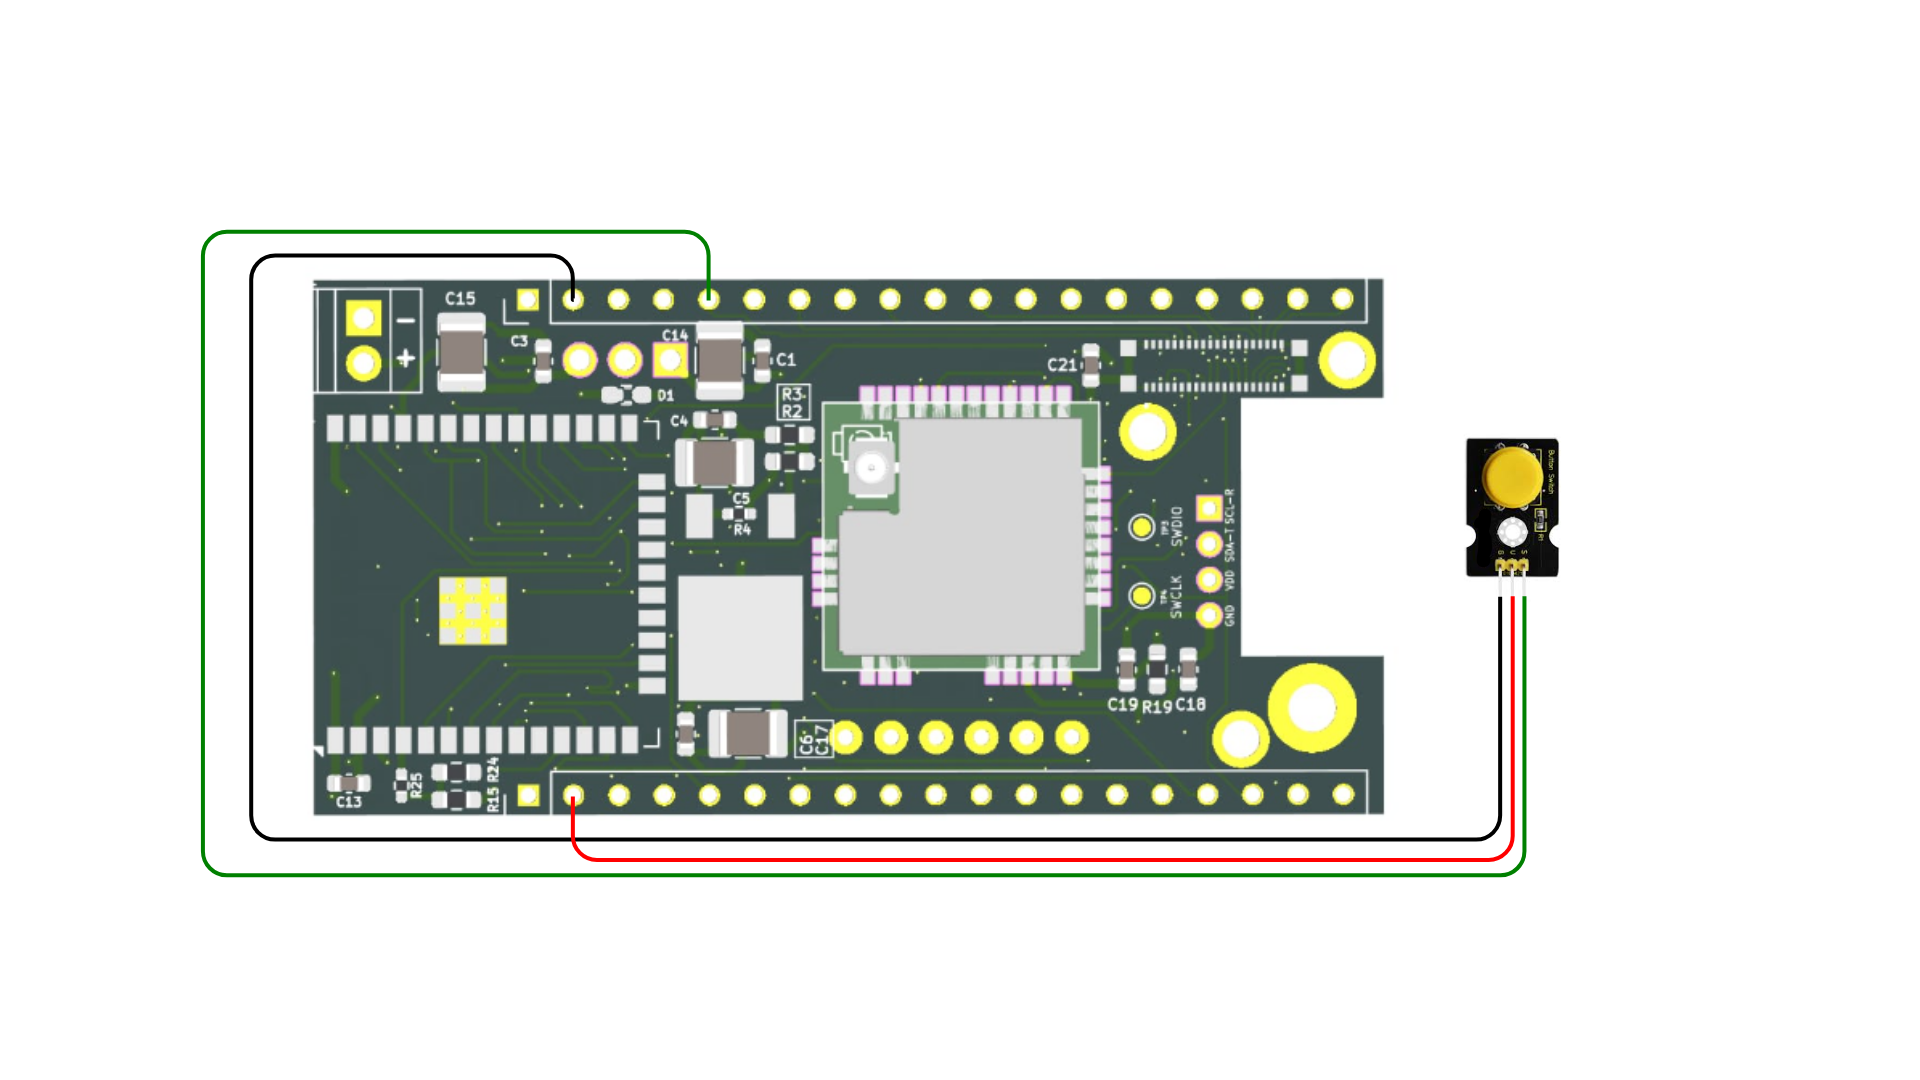 C15
C3
C14
C1
D1
R3
R2
C4
C5
R4
C21
TP3
SWDIO
SCL-R
SDA-T
VDD
GND
TP4
SWCLK
C19
R19
C18
C6
C17
C13
R25
R24
R15
−
+
Button Switch
R1
G
V
S